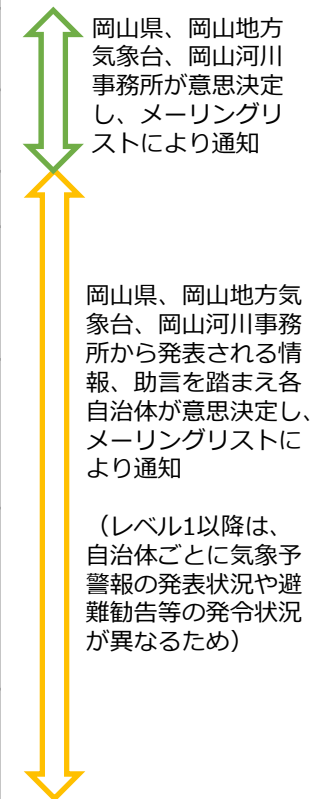 岡山県、岡山地方
気象台、岡山河川
事務所が意思決定
し、メーリングリ
ストにより通知
岡山県、岡山地方気
象台、岡山河川事務
所から発表される情
報、助言を踏まえ各
自治体が意思決定し、
メーリングリストに
より通知
（レベル1以降は、
自治体ごとに気象予
警報の発表状況や避
難勧告等の発令状況
が異なるため）